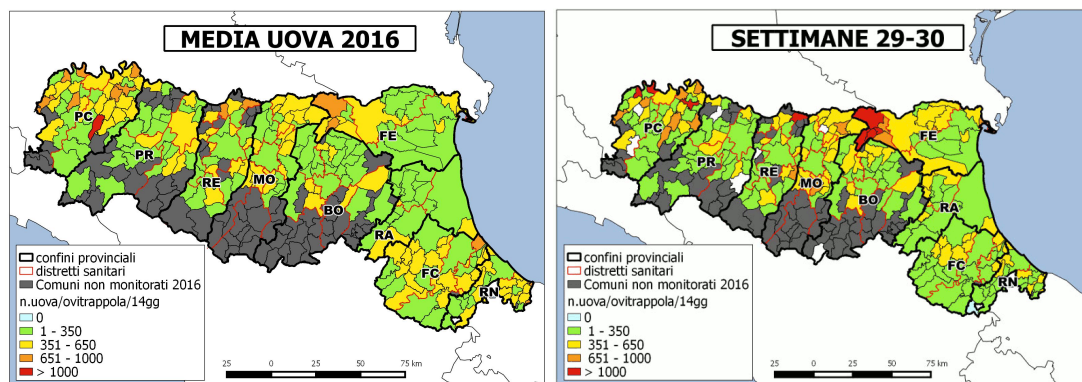 MEDIA UOVA 2016
PC
PR
RE
MO
FE
BO
RA
FC
RN
confini provinciali
distretti sanitari
Comuni non monitorati 2016
n.uova/ovitrappola/14gg
0
1 - 350
351 - 650
651 - 1000
> 1000
25 0 25 50 75 km
SETTIMANE 29-30
PC
PR
RE
MO
FE
BO
RA
FC
RN
confini provinciali
distretti sanitari
Comuni non monitorati 2016
n.uova/ovitrappola/14gg
0
1 - 350
351 - 650
651 - 1000
> 1000
25 0 25 50 75 km